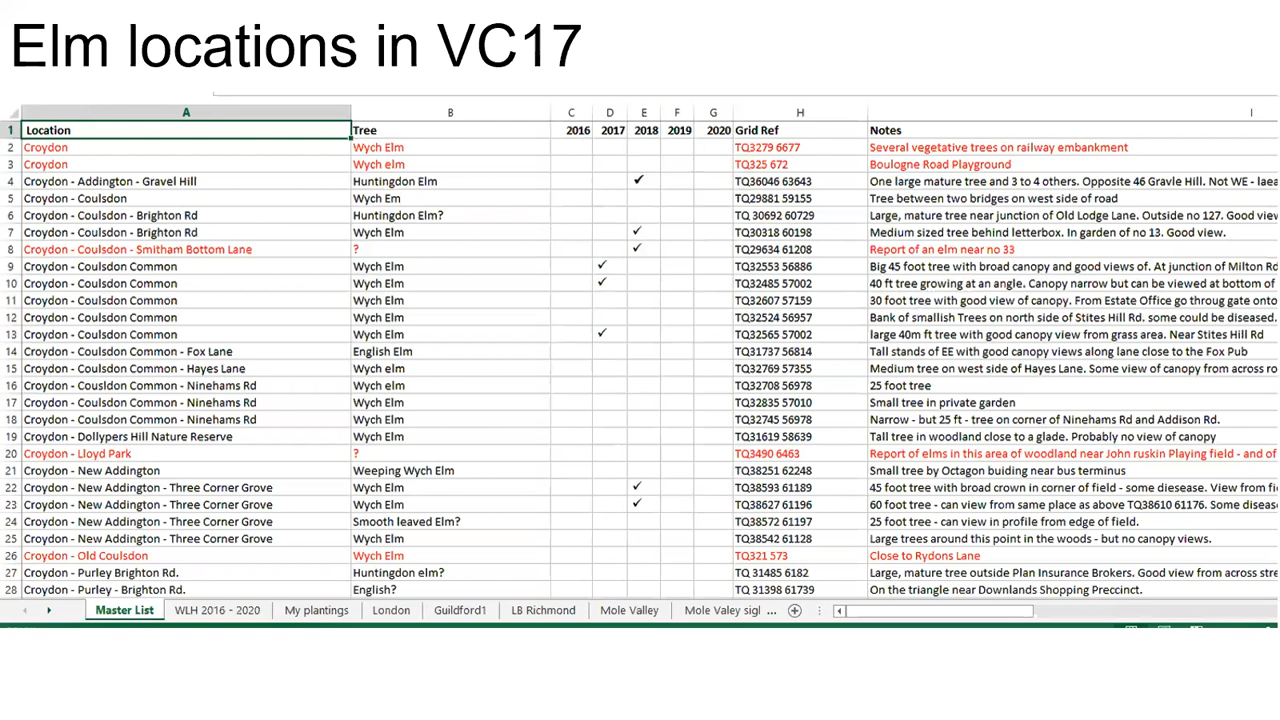 Elm locations in VC17
A B C D E F G H I
1 Location Tree 2016 2017 2018 2019 2020 Grid Ref Notes
2 Croydon Wych Elm TQ3279 6677 Several vegetative trees on railway embankment
3 Croydon Wych elm TQ325 672 Boulogne Road Playground
4 Croydon - Addington - Gravel Hill Huntingdon Elm ✓ TQ36046 63643 One large mature tree and 3 to 4 others. Opposite 46 Gravle Hill. Not WE - laea
5 Croydon - Coulsdon Wych Em TQ29881 59155 Tree between two bridges on west side of road
6 Croydon - Coulsdon - Brighton Rd Huntingdon Elm? TQ 30692 60729 Large, mature tree near junction of Old Lodge Lane. Outside no 127. Good view
7 Croydon - Coulsdon - Brighton Rd Wych Elm ✓ TQ30318 60198 Medium sized tree behind letterbox. In garden of no 13. Good view.
8 Croydon - Coulsdon - Smitham Bottom Lane ? ✓ TQ29634 61208 Report of an elm near no 33
9 Croydon - Coulsdon Common Wych Elm ✓ TQ32553 56886 Big 45 foot tree with broad canopy and good views of. At junction of Milton Rd
10 Croydon - Coulsdon Common Wych Elm ✓ TQ32485 57002 40 ft tree growing at an angle. Canopy narrow but can be viewed at bottom of
11 Croydon - Coulsdon Common Wych Elm TQ32607 57159 30 foot tree with good view of canopy. From Estate Office go throug gate onto
12 Croydon - Coulsdon Common Wych Elm TQ32524 56957 Bank of smallish Trees on north side of Stites Hill Rd. some could be diseased.
13 Croydon - Coulsdon Common Wych Elm ✓ TQ32565 57002 large 40m ft tree with good canopy view from grass area. Near Stites Hill Rd
14 Croydon - Coulsdon Common - Fox Lane English Elm TQ31737 56814 Tall stands of EE with good canopy views along lane close to the Fox Pub
15 Croydon - Coulsdon Common - Hayes Lane Wych elm TQ32769 57355 Medium tree on west side of Hayes Lane. Some view of canopy from across ro
16 Croydon - Cousldon Common - Ninehams Rd Wych elm TQ32708 56978 25 foot tree
17 Croydon - Coulsdon Common - Ninehams Rd Wych Elm TQ32835 57010 Small tree in private garden
18 Croydon - Coulsdon Common - Ninehams Rd Wych Elm TQ32745 56978 Narrow - but 25 ft - tree on corner of Ninehams Rd and Addison Rd.
19 Croydon - Dollypers Hill Nature Reserve Wych Elm TQ31619 58639 Tall tree in woodland close to a glade. Probably no view of canopy
20 Croydon - Lloyd Park ? TQ3490 6463 Report of elms in this area of woodland near John ruskin Playing field - and of
21 Croydon - New Addington Weeping Wych Elm TQ38251 62248 Small tree by Octagon buiding near bus terminus
22 Croydon - New Addington - Three Corner Grove Wych Elm ✓ TQ38593 61189 45 foot tree with broad crown in corner of field - some diesease. View from fi
23 Croydon - New Addington - Three Corner Grove Wych Elm ✓ TQ38627 61196 60 foot tree - can view from same place as above TQ38610 61176. Some diseas
24 Croydon - New Addington - Three Corner Grove Smooth leaved Elm? TQ38572 61197 25 foot tree - can view in profile from edge of field.
25 Croydon - New Addington - Three Corner Grove Wych Elm TQ38542 61128 Large trees around this point in the woods - but no canopy views.
26 Croydon - Old Coulsdon Wych Elm TQ321 573 Close to Rydons Lane
27 Croydon - Purley Brighton Rd. Huntingdon elm? TQ 31485 6182 Large, mature tree outside Plan Insurance Brokers. Good view from across stre
28 Croydon - Purley - Brighton Rd. English? TQ 31398 61739 On the triangle near Downlands Shopping Preccinct.
Master List WLH 2016 - 2020 My plantings London Guildford1 LB Richmond Mole Valley Mole Valey sigl ...